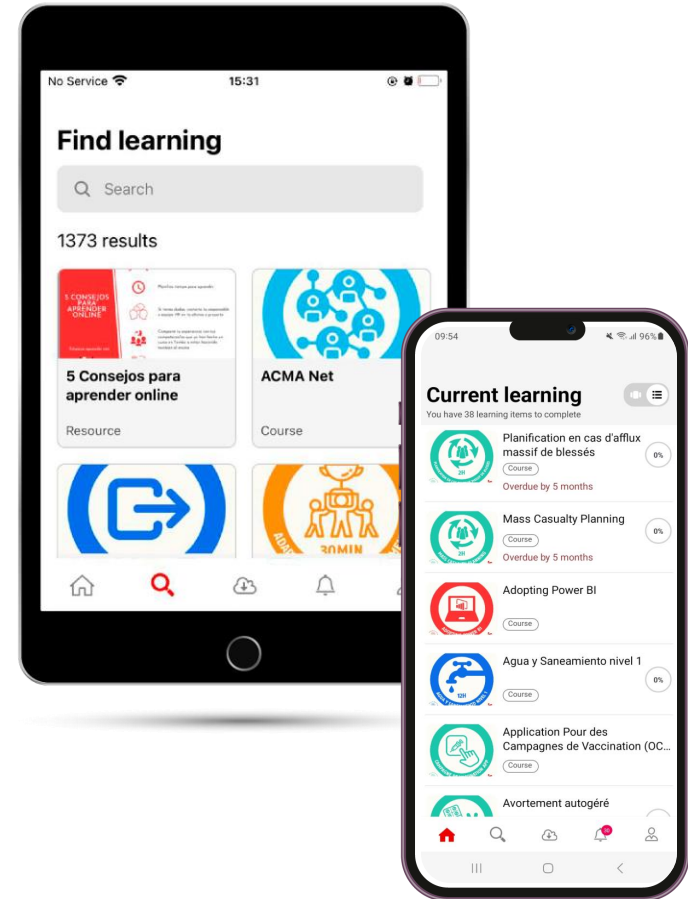 No Service
15:31
Find learning
Search
1373 results
5 CONSEJOS
PARA
APRENDER
ONLINE
5 Consejos para
aprender online
Resource
ACMA Net
Course
30MIN
09:54
96%
Current learning
You have 38 learning items to complete
Planification en cas d'afflux
massif de blessés
Course
Overdue by 5 months
0%
2H
Mass Casualty Planning
Course
Overdue by 5 months
0%
2H
Adopting Power BI
Course
Agua y Saneamiento nivel 1
Course
0%
12H
Application Pour des
Campagnes de Vaccination (OC...
Course
Avortement autogéré